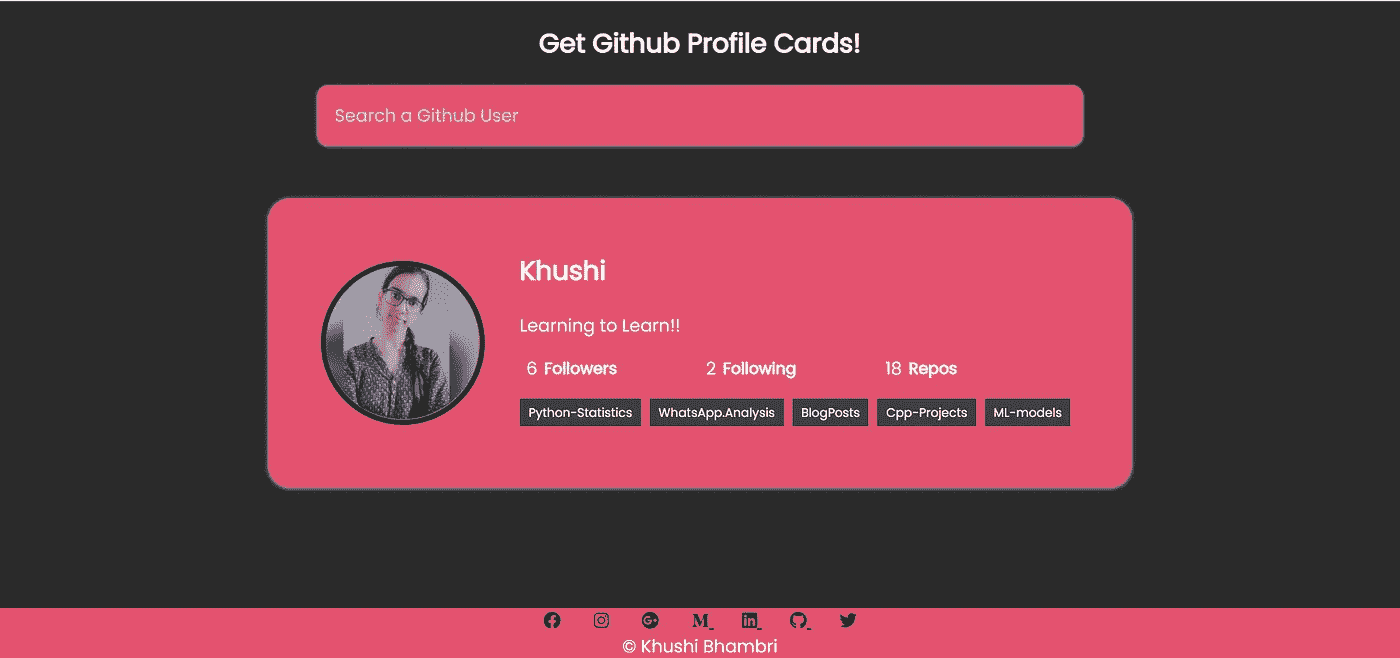 Get Github Profile Cards!
Search a Github User
Khushi
Learning to Learn!!
6 Followers 2 Following 18 Repos
Python-Statistics WhatsApp.Analysis BlogPosts Cpp-Projects ML-models
© Khushi Bhambri